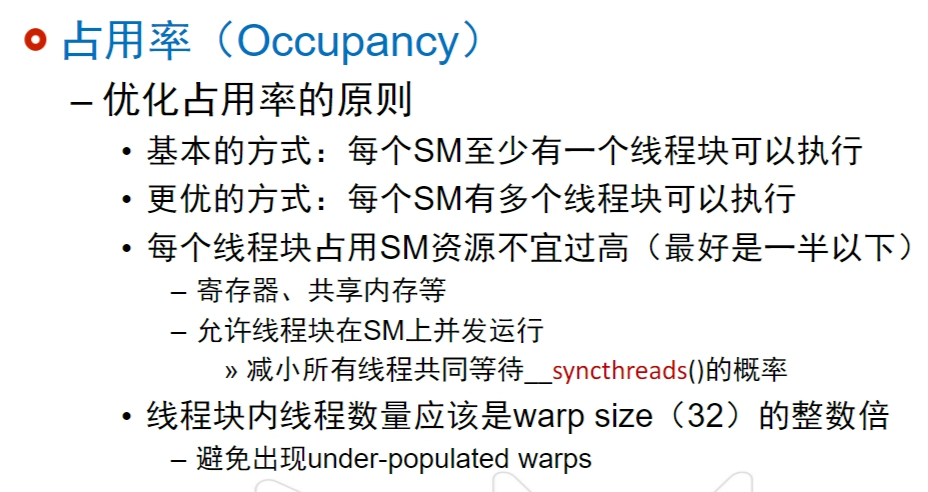 占用率（Occupancy）
– 优化占用率的原则
• 基本的方式：每个SM至少有一个线程块可以执行
• 更优的方式：每个SM有多个线程块可以执行
• 每个线程块占用SM资源不宜过高（最好是一半以下）
– 寄存器、共享内存等
– 允许线程块在SM上并发运行
» 减小所有线程共同等待__syncthreads()的概率
• 线程块内线程数量应该是warp size（32）的整数倍
– 避免出现under-populated warps